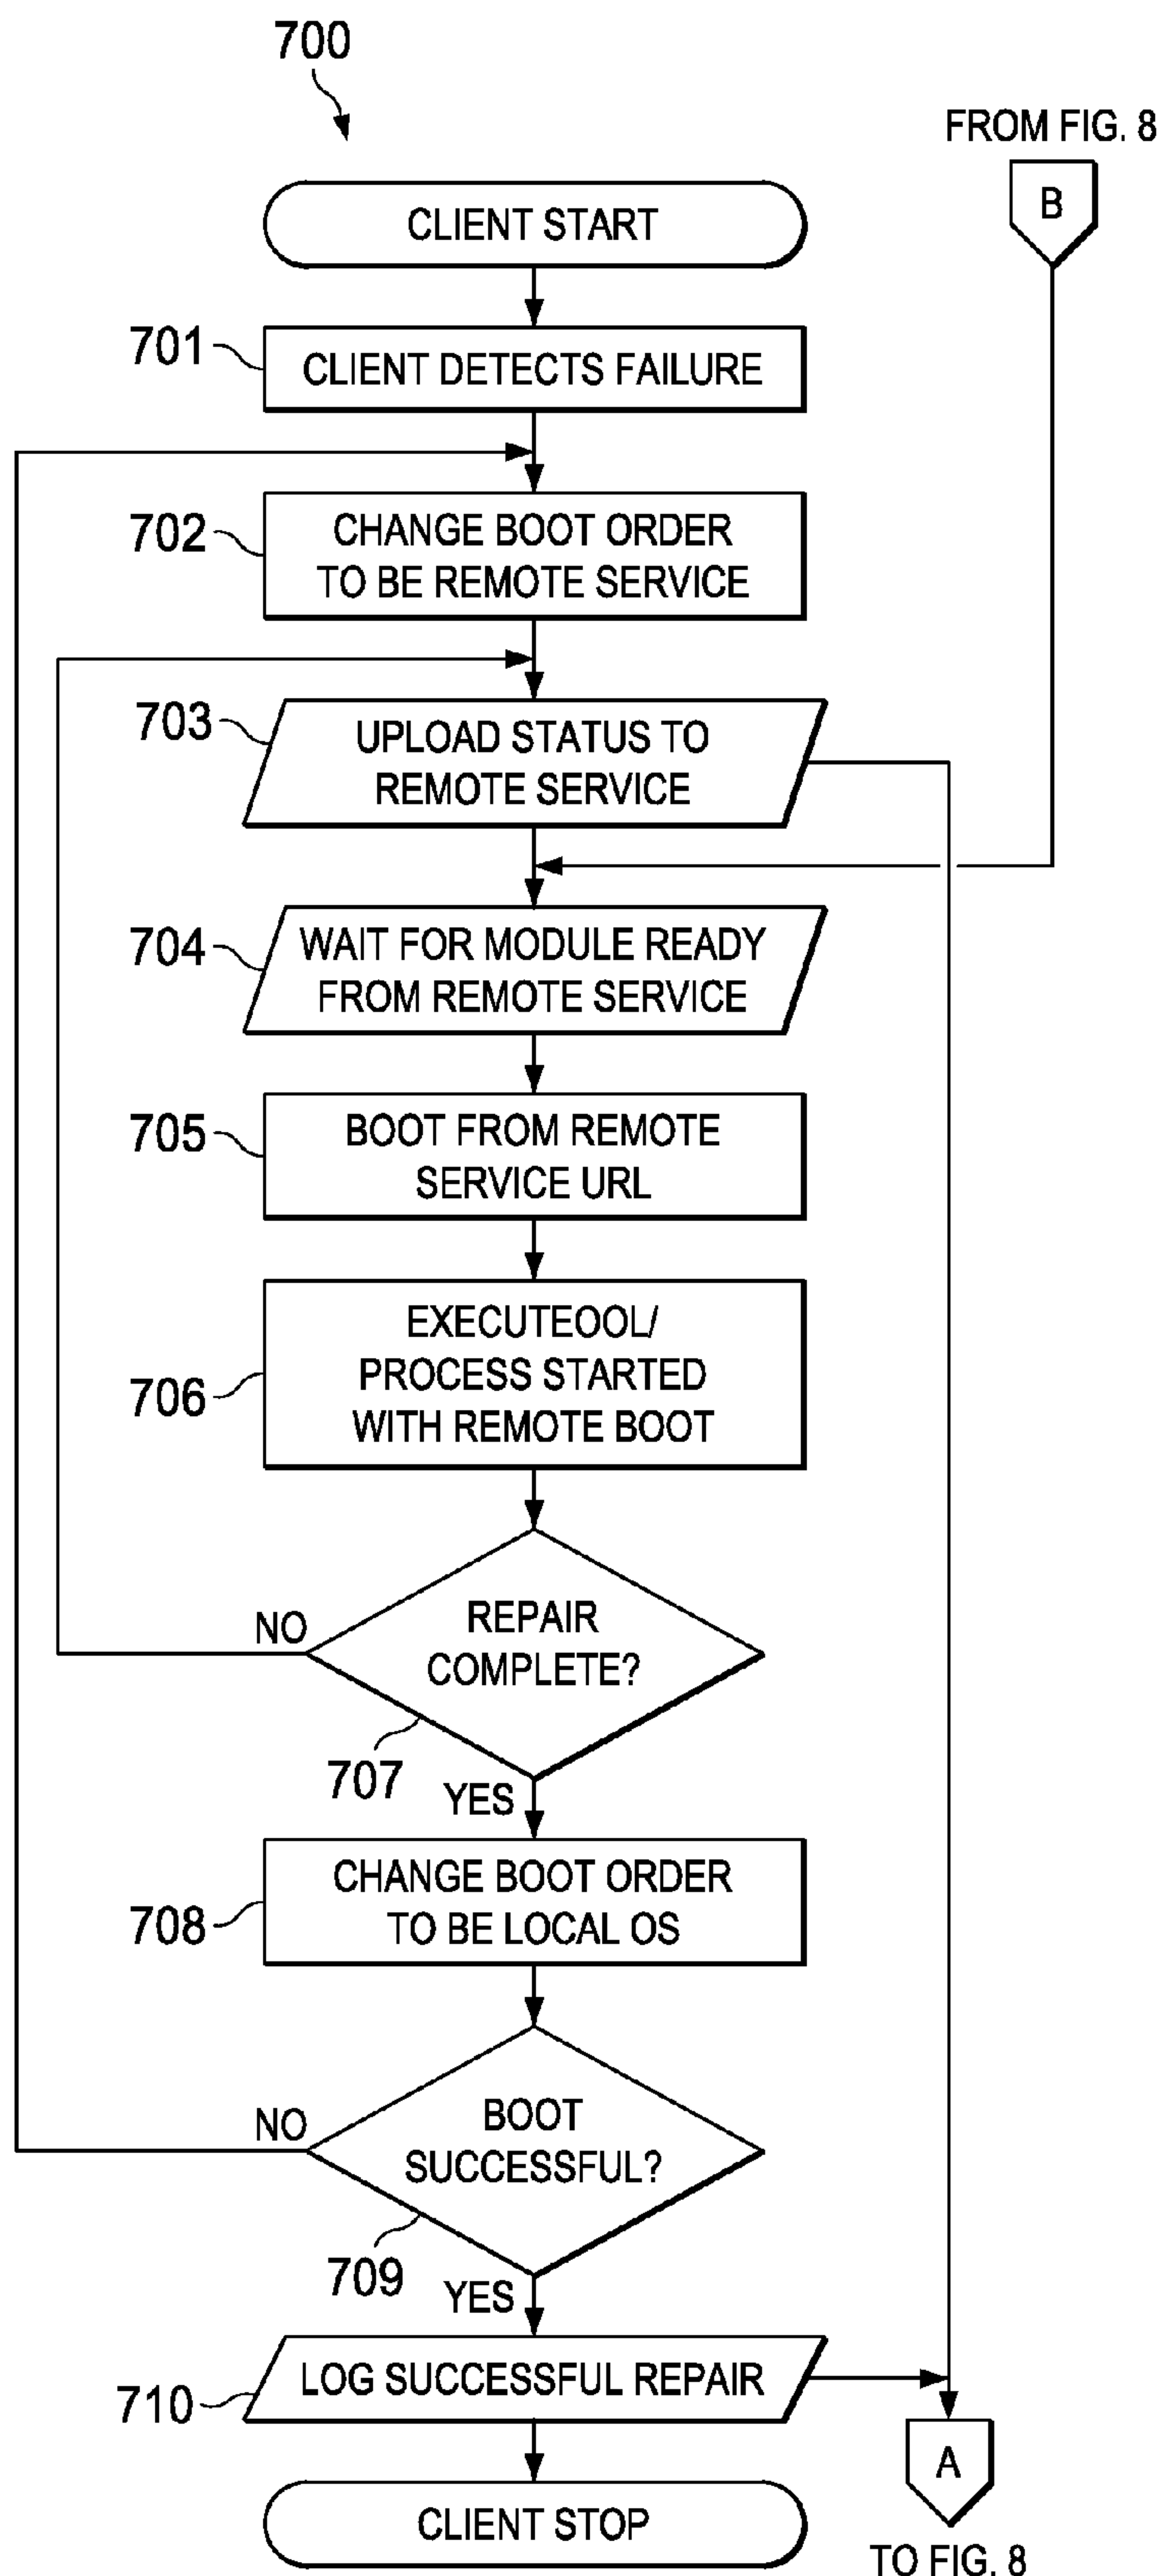 700
FROM FIG. 8
B
CLIENT START
701
CLIENT DETECTS FAILURE
702
CHANGE BOOT ORDER
TO BE REMOTE SERVICE
703
UPLOAD STATUS TO
REMOTE SERVICE
704
WAIT FOR MODULE READY
FROM REMOTE SERVICE
705
BOOT FROM REMOTE
SERVICE URL
706
EXECUTEOOL/
PROCESS STARTED
WITH REMOTE BOOT
NO
REPAIR
COMPLETE?
707
YES
708
CHANGE BOOT ORDER
TO BE LOCAL OS
NO
BOOT
SUCCESSFUL?
709
YES
710
LOG SUCCESSFUL REPAIR
A
CLIENT STOP
TO FIG. 8